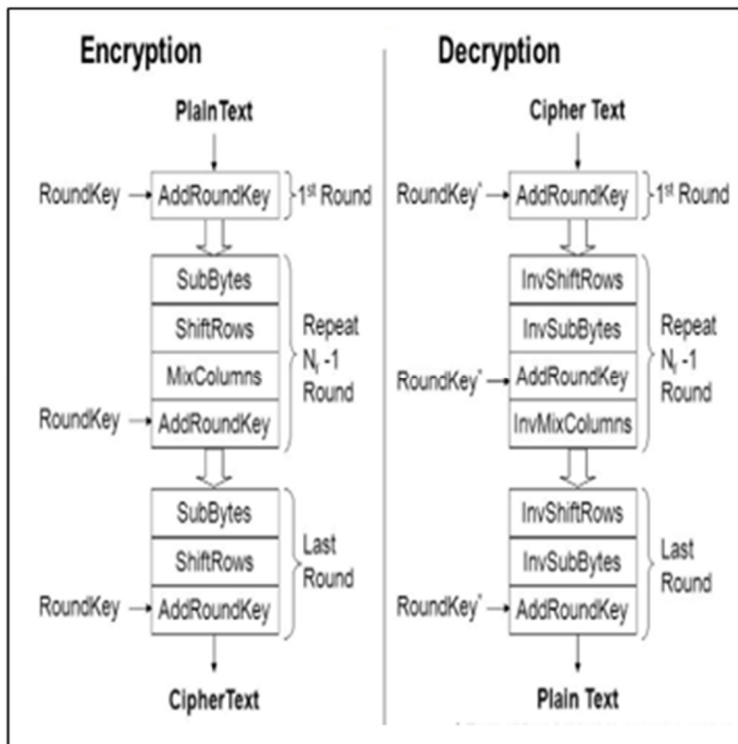 Encryption
PlainText
RoundKey AddRoundKey 1st Round
SubBytes
ShiftRows
MixColumns
RoundKey AddRoundKey
Repeat
Nr -1
Round
SubBytes
ShiftRows
RoundKey AddRoundKey
Last
Round
CipherText
Decryption
Cipher Text
RoundKey* AddRoundKey 1st Round
InvShiftRows
InvSubBytes
RoundKey* AddRoundKey
InvMixColumns
Repeat
Nr -1
Round
InvShiftRows
InvSubBytes
RoundKey* AddRoundKey
Last
Round
Plain Text